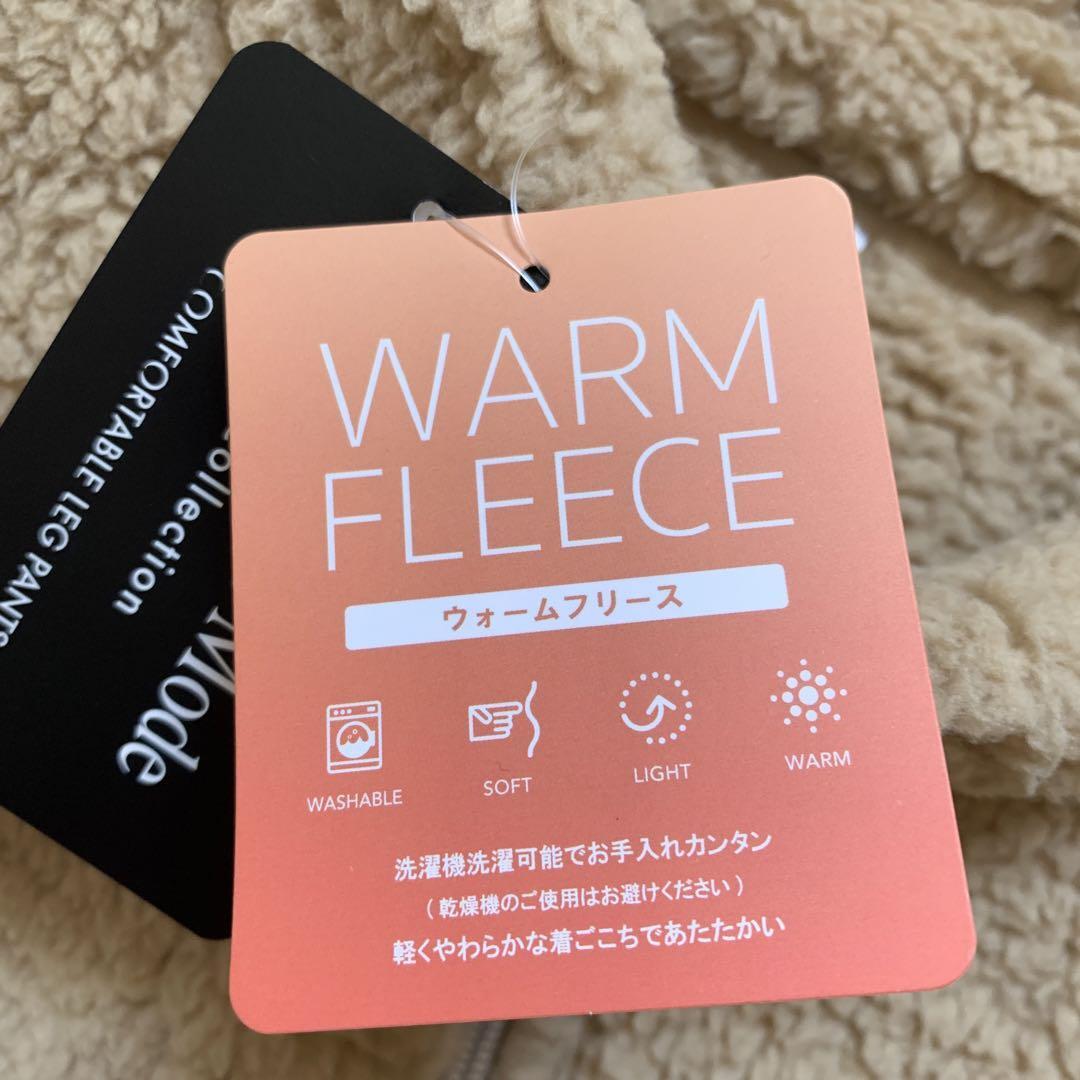 WARM
FLEECE
ウォームフリース
WASHABLE
SOFT
LIGHT
WARM
洗濯機洗濯可能でお手入れカンタン
(乾燥機のご使用はお避けください)
軽くやわらかな着ごこちであたたかい
COMFORTABLE LEG PANTS
Collection
Mode